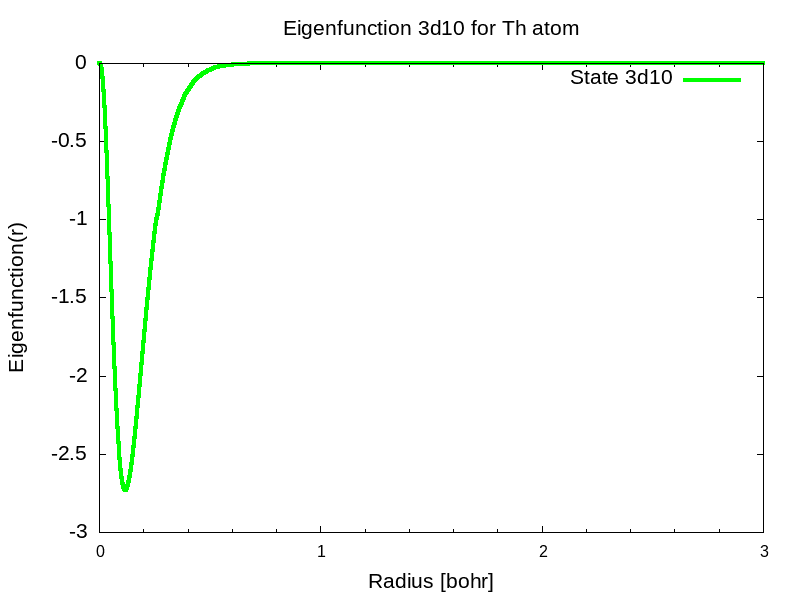 Eigenfunction 3d10 for Th atom
State 3d10
Eigenfunction(r)
0
-0.5
-1
-1.5
-2
-2.5
-3
0 1 2 3
Radius [bohr]